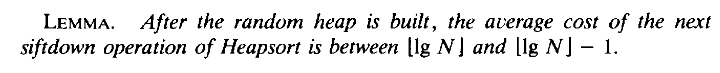 LEMMA. After the random heap is built, the average cost of the next
siftdown operation of Heapsort is between ⌊lg N⌋ and ⌊lg N⌋ − 1.